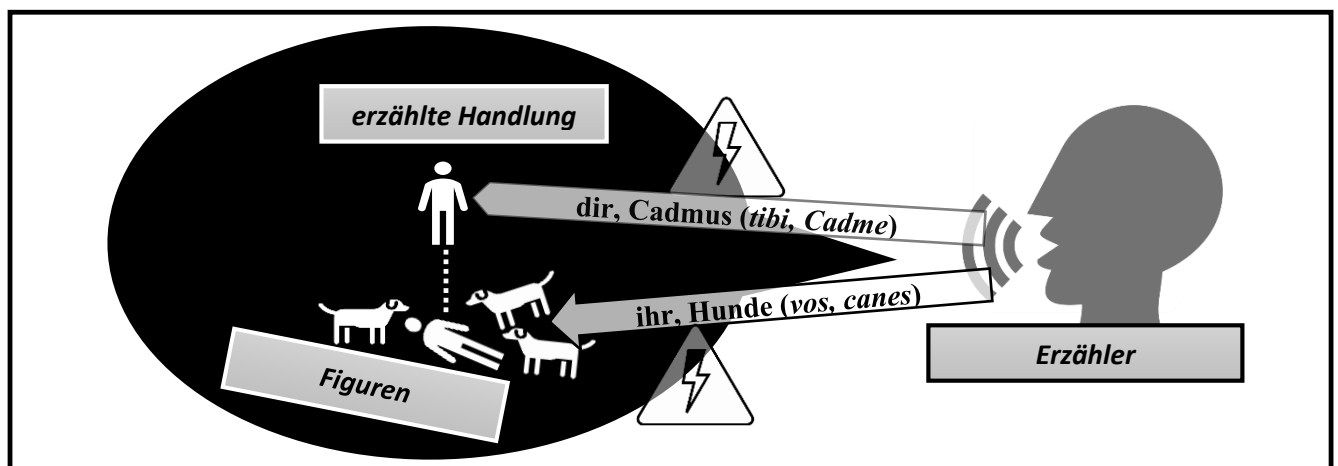 erzählte Handlung
dir, Cadmus (tibi, Cadme)
ihr, Hunde (vos, canes)
Erzähler
Figuren